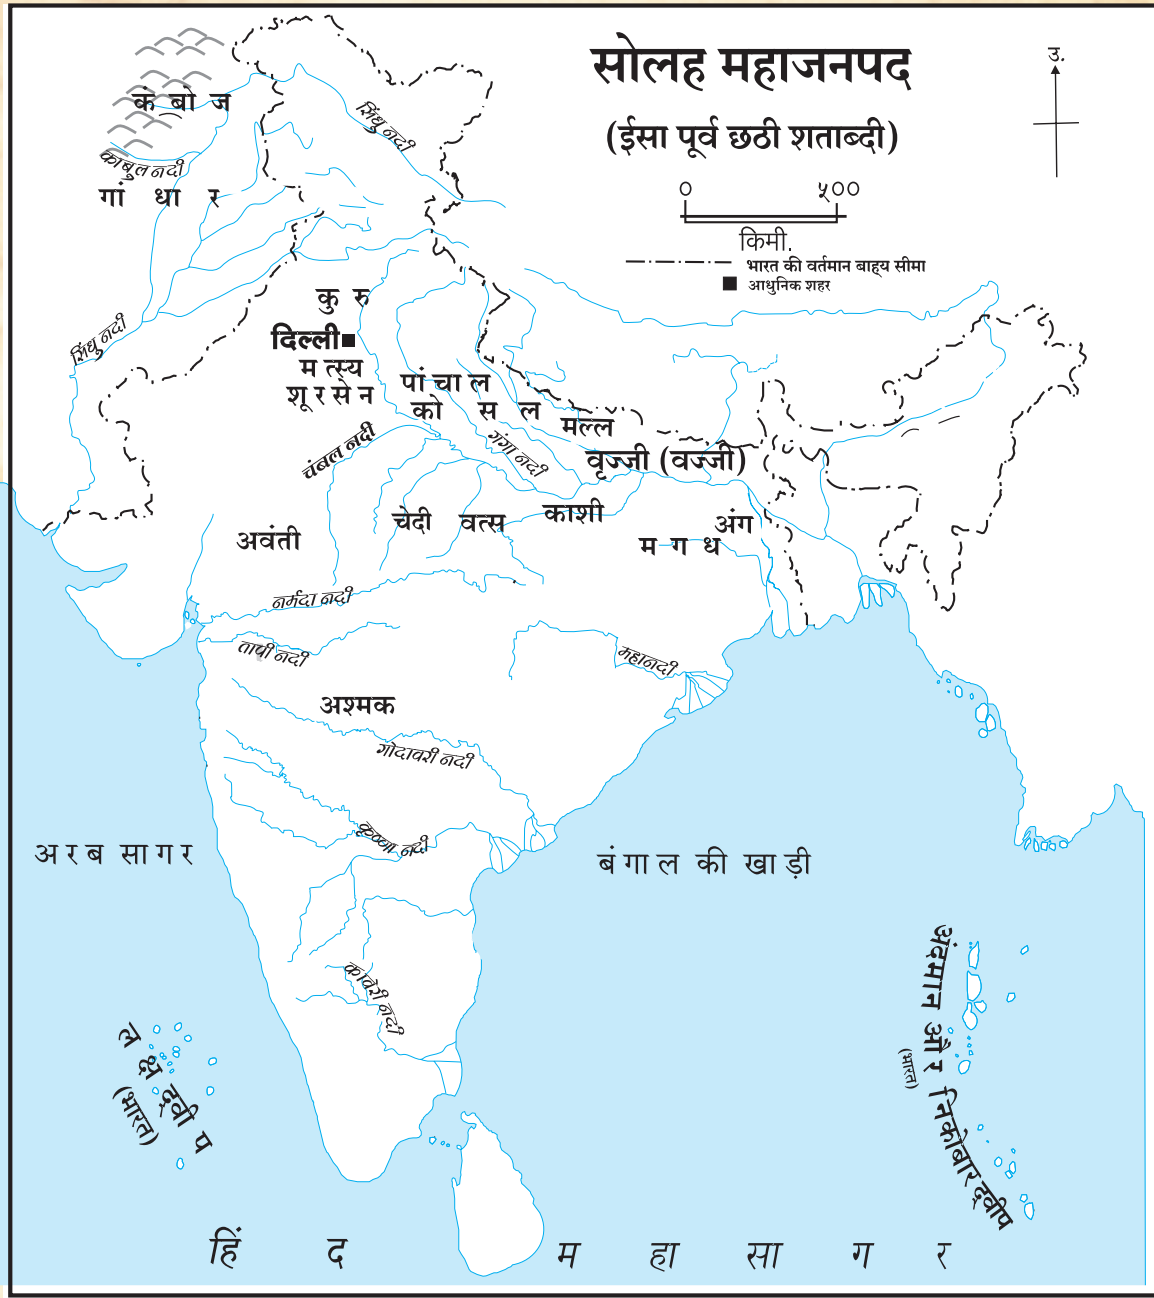 सोलह महाजनपद
(ईसा पूर्व छठी शताब्दी)
उ.
० ५००
किमी.
भारत की वर्तमान बाह्य सीमा
आधुनिक शहर
कंबोज
सिंधु नदी
काबुल नदी
गांधार
कुरु
सिंधु नदी
दिल्ली
मत्स्य
शूरसेन
पांचाल
कोसल
मल्ल
चंबल नदी
गंगा नदी
वृज्जी (वज्जी)
अवंती
चेदी
वत्स
काशी
अंग
मगध
नर्मदा नदी
तापी नदी
महानदी
अश्मक
गोदावरी नदी
कृष्णा नदी
अरब सागर
बंगाल की खाड़ी
कावेरी नदी
लक्षद्वीप
(भारत)
अंदमान और निकोबार द्वीप
(भारत)
हिंद महासागर